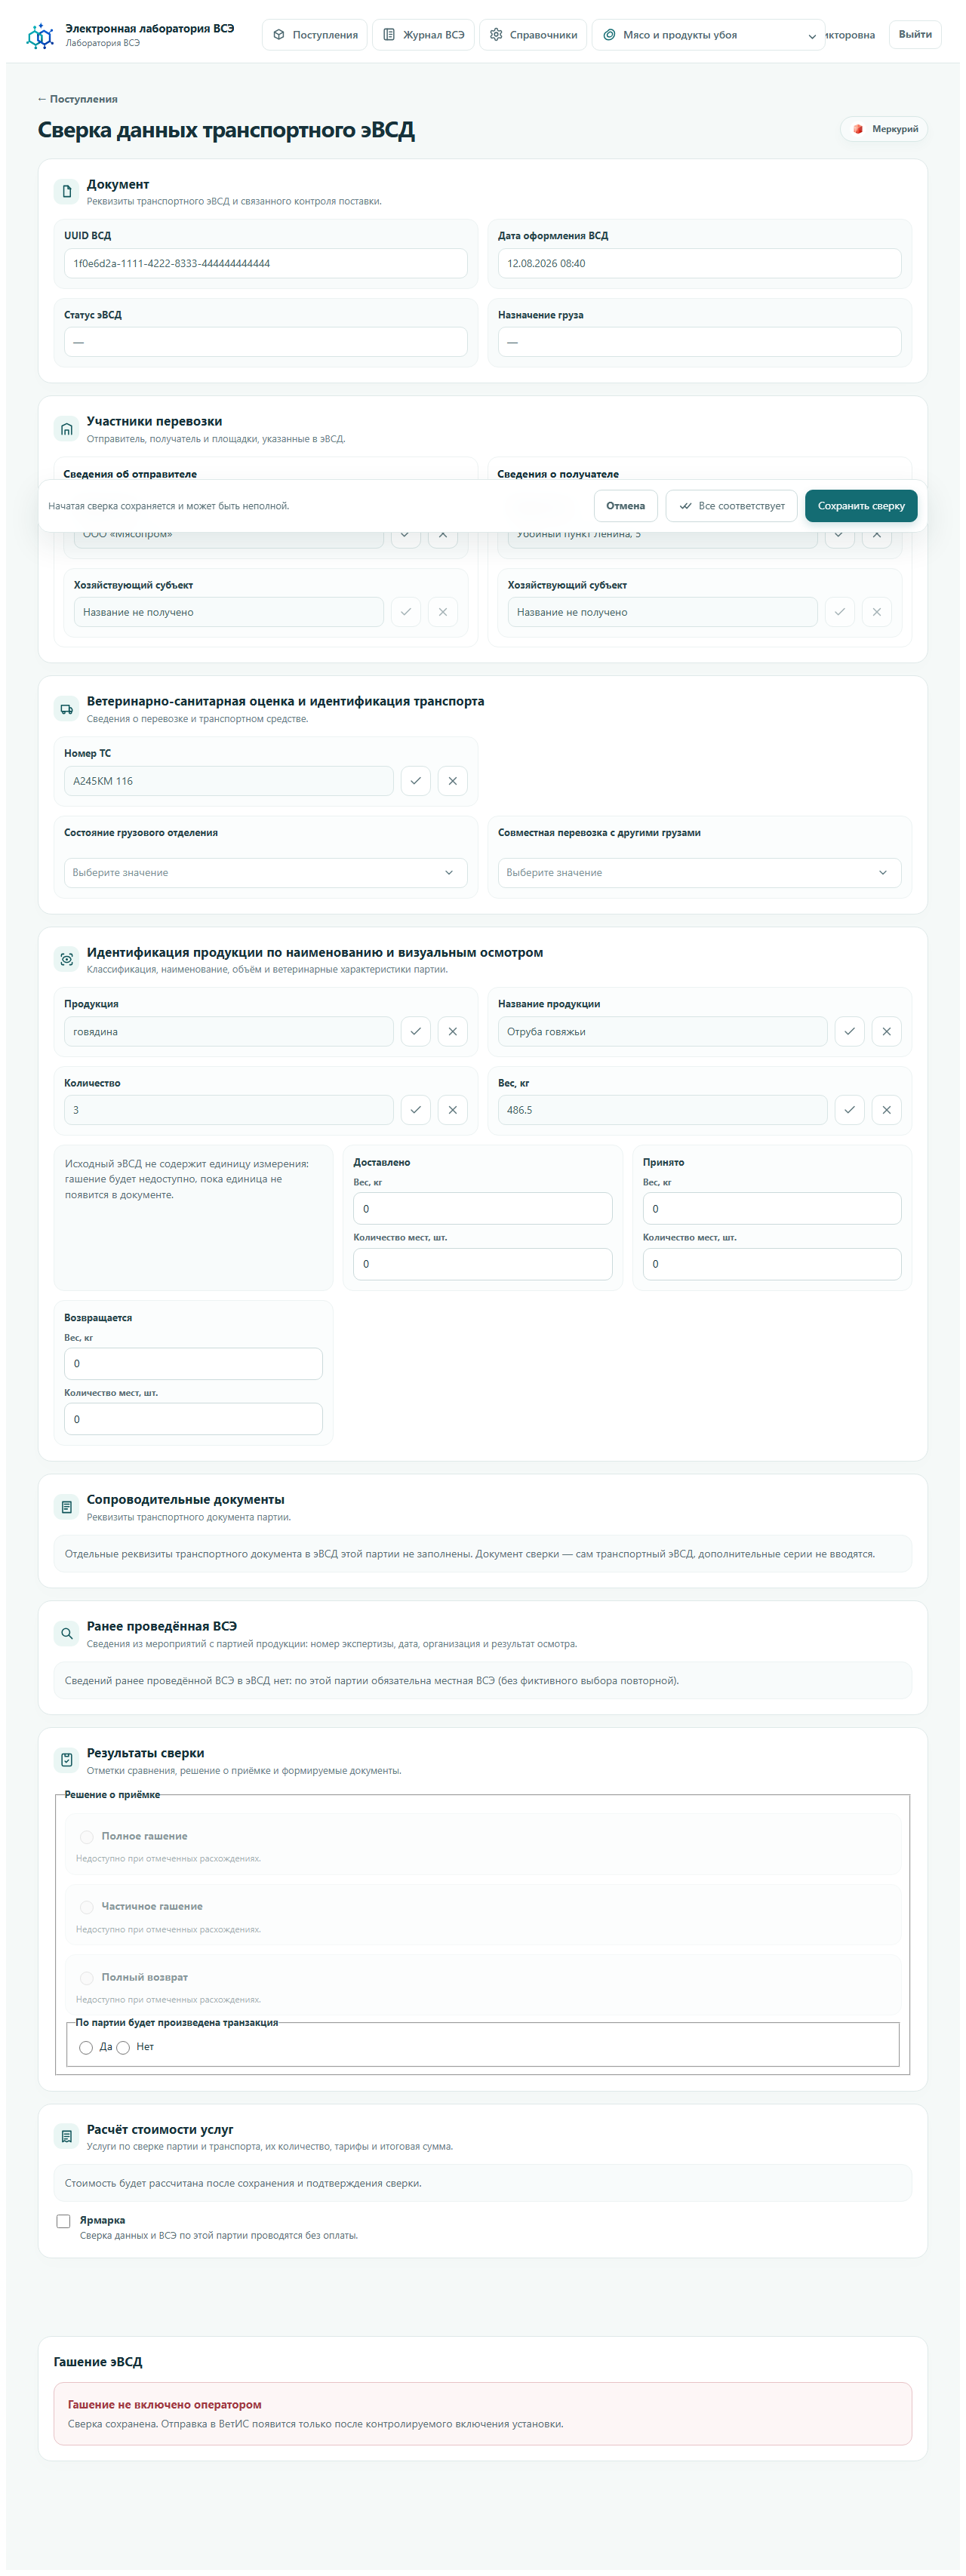 Электронная лаборатория ВСЭ
Лаборатория ВСЭ
Поступления
Журнал ВСЭ
Справочники
Мясо и продукты убоя
Выйти
← Поступления
Сверка данных транспортного эВСД
Меркурий
Документ
Реквизиты транспортного эВСД и связанного контроля поставки.
UUID ВСД
Дата оформления ВСД
1f0e6d2a-1111-4222-8333-444444444444
12.08.2026 08:40
Статус эВСД
Назначение груза
—
—
Участники перевозки
Отправитель, получатель и площадки, указанные в эВСД.
Сведения об отправителе
Сведения о получателе
Начатая сверка сохраняется и может быть неполной.
Отмена
Все соответствует
Сохранить сверку
ООО «Мясопром»
Убойный пункт Ленина, 5
Хозяйствующий субъект
Хозяйствующий субъект
Название не получено
Название не получено
Ветеринарно-санитарная оценка и идентификация транспорта
Сведения о перевозке и транспортном средстве.
Номер ТС
А245КМ 116
Состояние грузового отделения
Совместная перевозка с другими грузами
Выберите значение
Выберите значение
Идентификация продукции по наименованию и визуальным осмотром
Классификация, наименование, объём и ветеринарные характеристики партии.
Продукция
Название продукции
говядина
Отруба говяжьи
Количество
Вес, кг
3
486.5
Исходный эВСД не содержит единицу измерения:
гашение будет недоступно, пока единица не
появится в документе.
Доставлено
Вес, кг
0
Количество мест, шт.
0
Принято
Вес, кг
0
Количество мест, шт.
0
Возвращается
Вес, кг
0
Количество мест, шт.
0
Сопроводительные документы
Реквизиты транспортного документа партии.
Отдельные реквизиты транспортного документа в эВСД этой партии не заполнены. Документ сверки — сам транспортный эВСД, дополнительные серии не вводятся.
Ранее проведённая ВСЭ
Сведения из мероприятий с партией продукции: номер экспертизы, дата, организация и результат осмотра.
Сведений ранее проведённой ВСЭ в эВСД нет: по этой партии обязательна местная ВСЭ (без фиктивного выбора повторной).
Результаты сверки
Отметки сравнения, решение о приёмке и формируемые документы.
Решение о приёмке
Полное гашение
Недоступно при отмеченных расхождениях.
Частичное гашение
Недоступно при отмеченных расхождениях.
Полный возврат
Недоступно при отмеченных расхождениях.
По партии будет произведена транзакция
Да Нет
Расчёт стоимости услуг
Услуги по сверке партии и транспорта, их количество, тарифы и итоговая сумма.
Стоимость будет рассчитана после сохранения и подтверждения сверки.
Ярмарка
Сверка данных и ВСЭ по этой партии проводятся без оплаты.
Гашение эВСД
Гашение не включено оператором
Сверка сохранена. Отправка в ВетИС появится только после контролируемого включения установки.